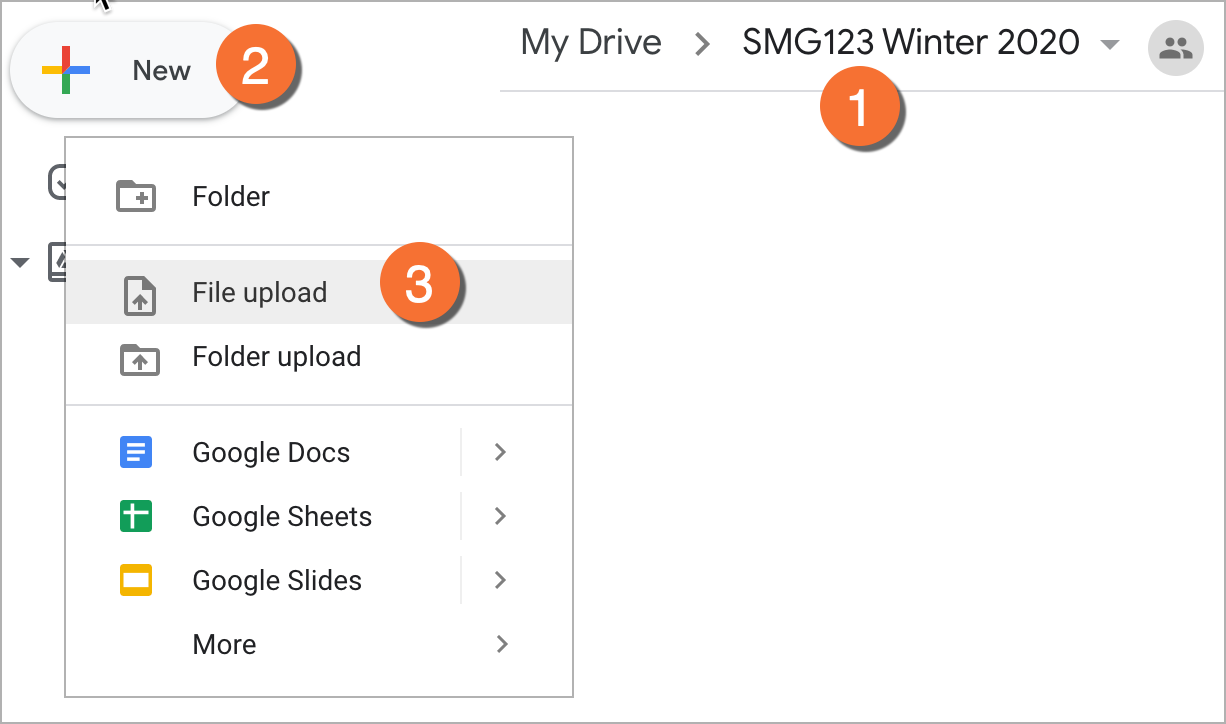 New
2
My Drive > SMG123 Winter 2020
1
Folder
File upload
3
Folder upload
Google Docs
Google Sheets
Google Slides
More